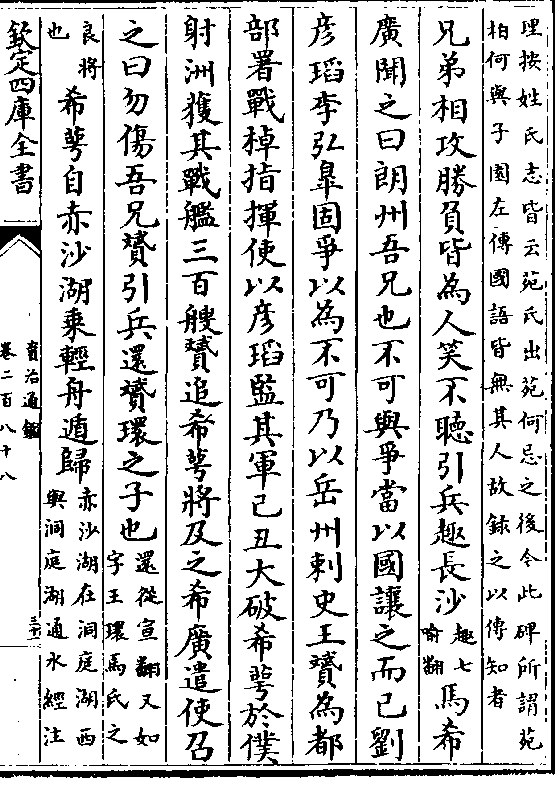 理按姓氏志皆云苑氏出苑何忌之後今此碑所謂苑
柏何與子園左傳國語皆無其人故録之以傳知者
兄弟相攻勝負皆為人笑不聽引兵趣長沙趣七喻翻馬希
廣聞之曰朗州吾兄也不可與爭當以國讓之而已劉
彦瑫李弘臯固爭以為不可乃以岳州刺史王贇為都
部署戰棹指揮使以彦瑫監其軍己丑大破希萼於僕
射洲獲其戰艦三百艘贇追希萼將及之希廣遣使召
之曰勿傷吾兄贇引兵還贇環之子也還從宣翻又如字王環馬氏之
良將也希萼自赤沙湖乘輕舟遁歸赤沙湖在洞庭湖西與洞庭湖通水經注
欽定四庫全書
資治通鑑
卷二百八十八
三十